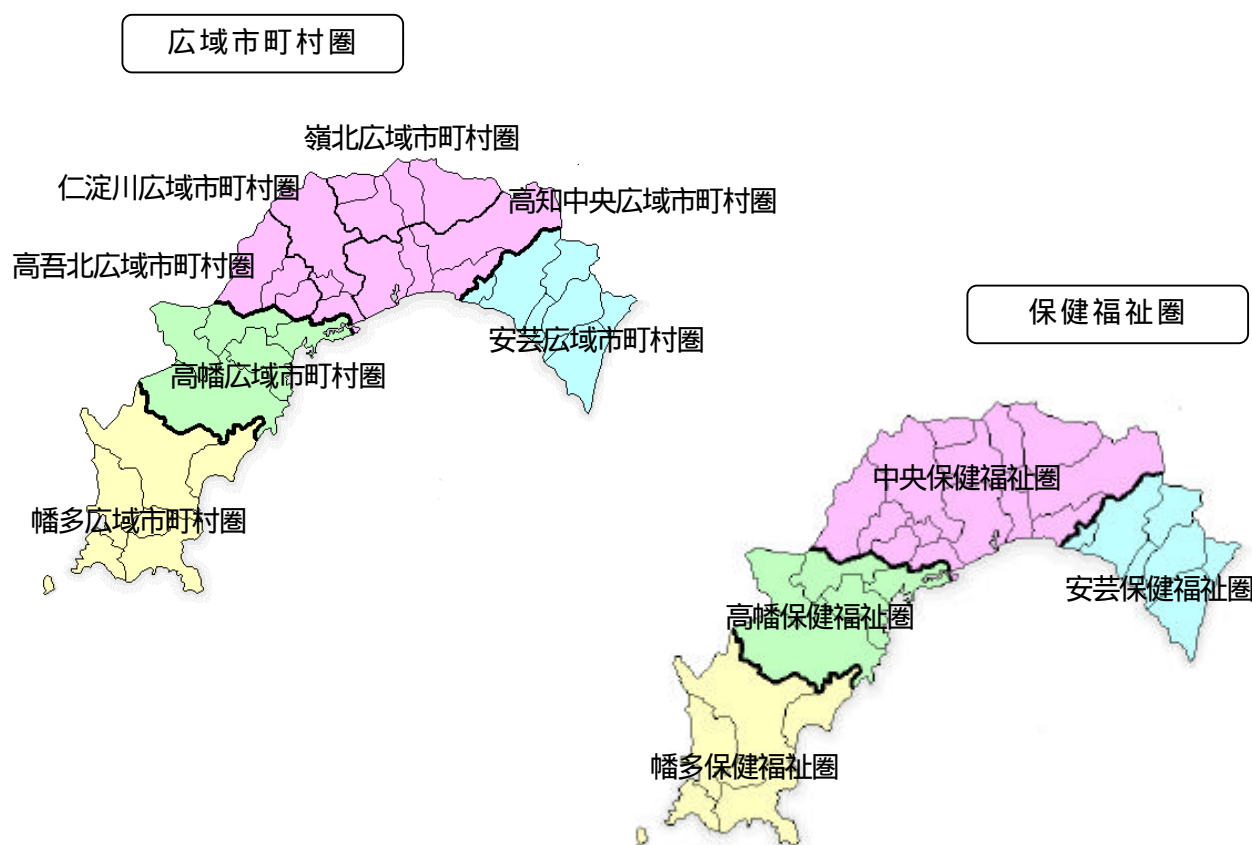 広域市町村圏
嶺北広域市町村圏
仁淀川広域市町村圏
高知中央広域市町村圏
高吾北広域市町村圏
安芸広域市町村圏
高幡広域市町村圏
幡多広域市町村圏
保健福祉圏
中央保健福祉圏
安芸保健福祉圏
高幡保健福祉圏
幡多保健福祉圏